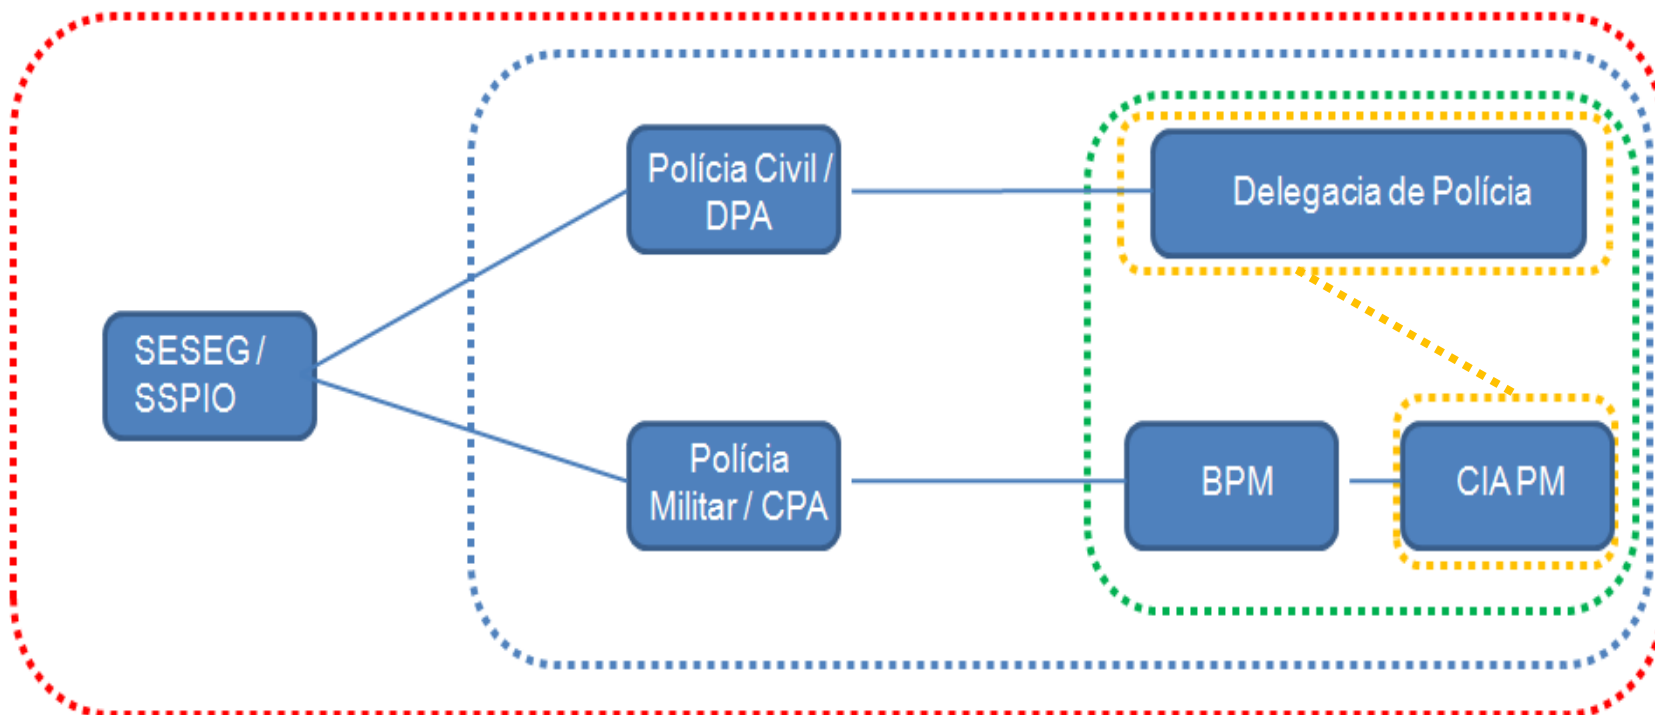 Polícia Civil /
DPA
Delegacia de Polícia
SESEG /
SSPIO
Polícia
Militar / CPA
BPM
CIA PM